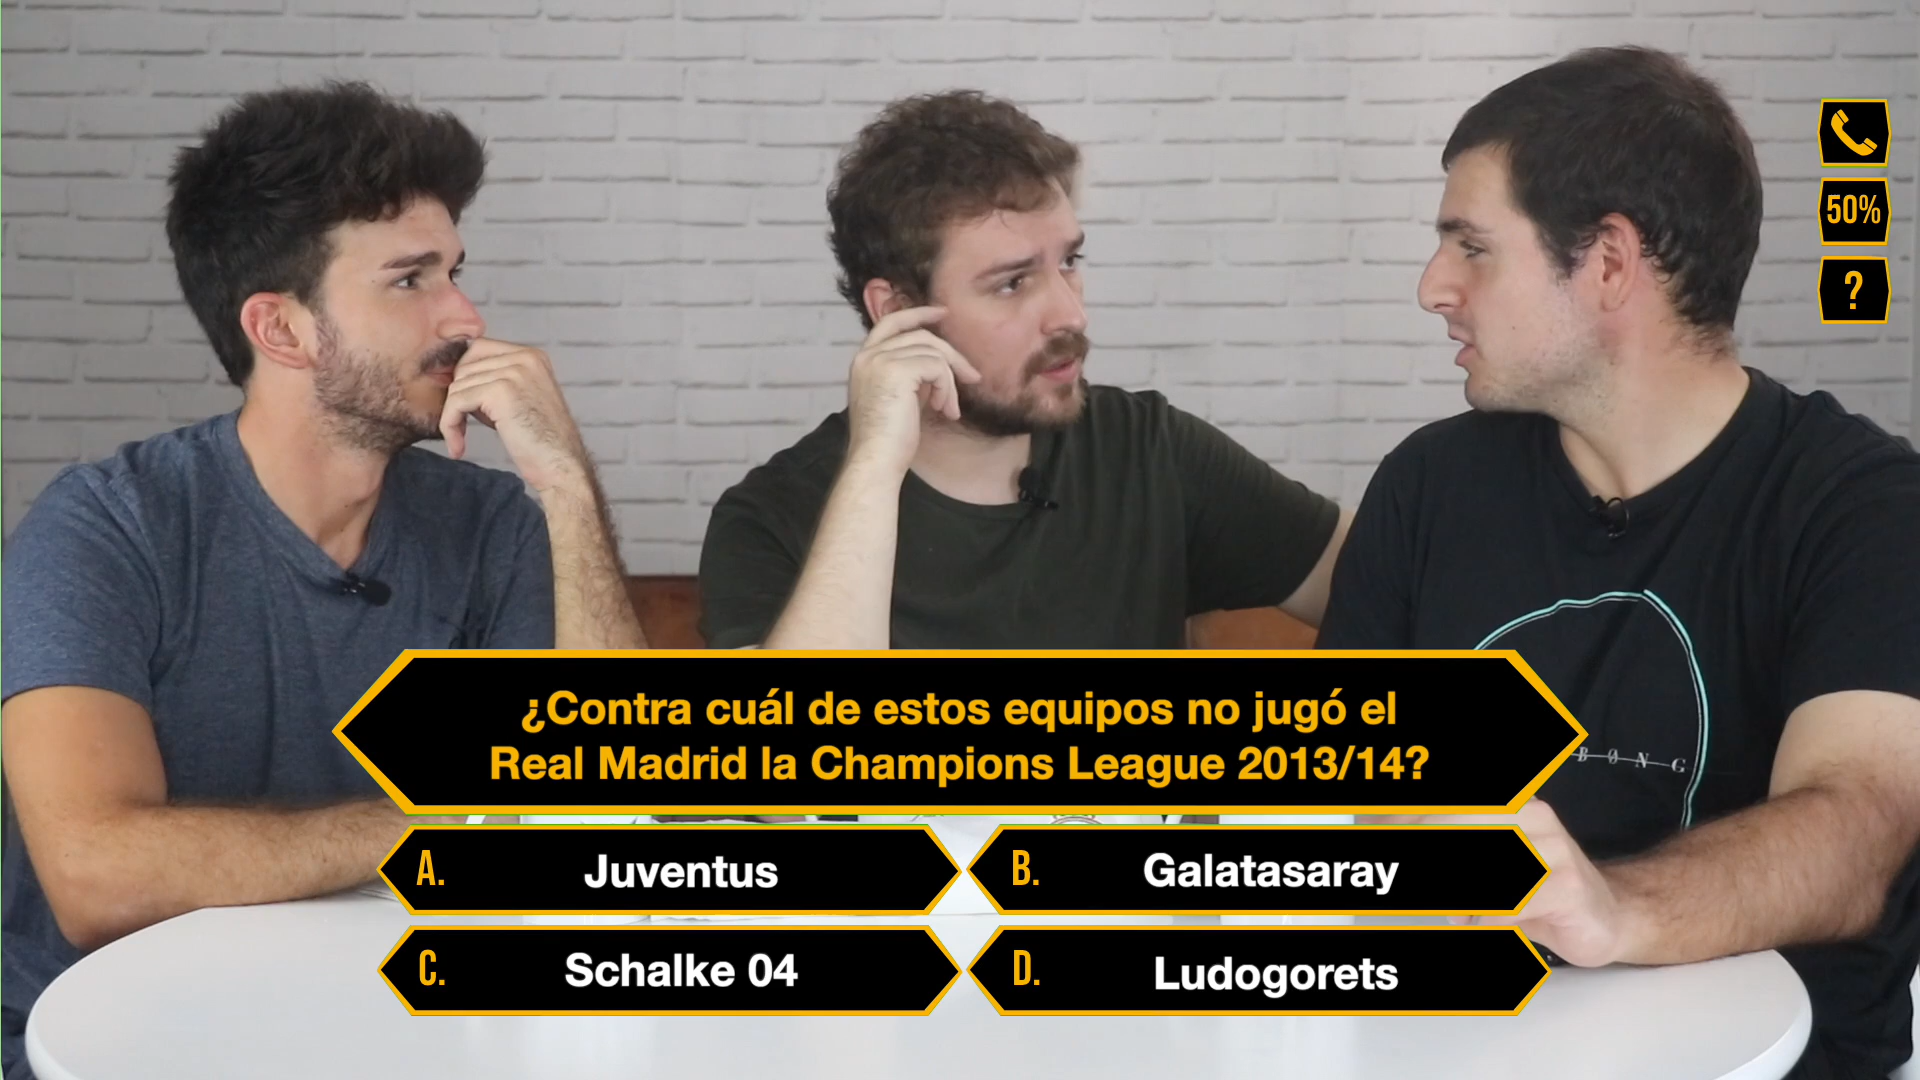 50%
?
¿Contra cuál de estos equipos no jugó el
Real Madrid la Champions League 2013/14?
BØNG
A. Juventus
B. Galatasaray
C. Schalke 04
D. Ludogorets